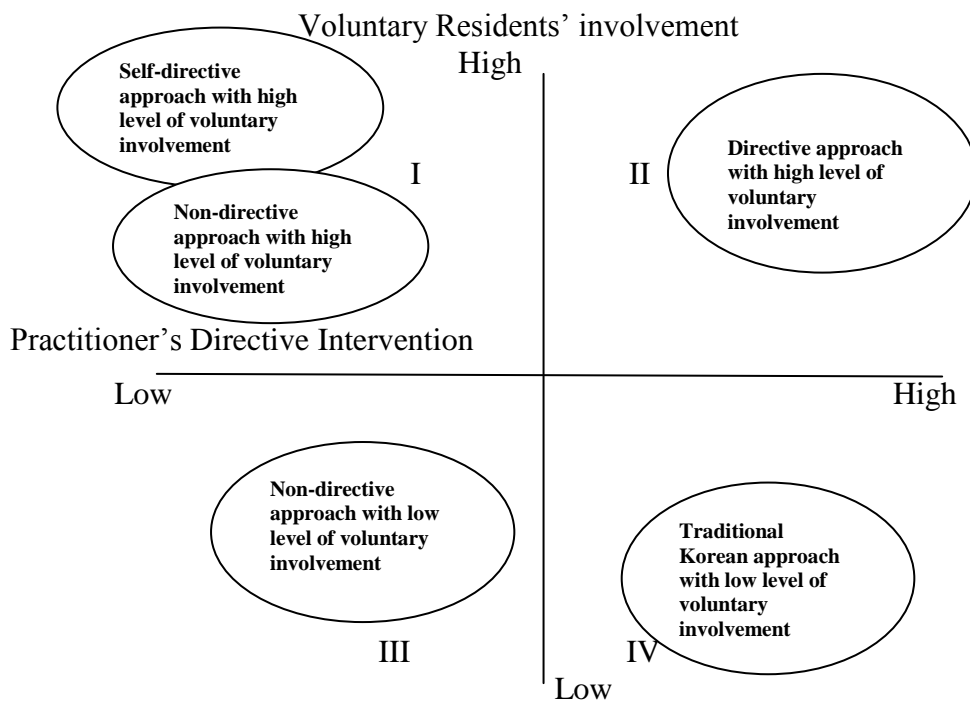 Voluntary Residents’ involvement
High
Self-directive
approach with high
level of voluntary
involvement
I
Non-directive
approach with high
level of voluntary
involvement
II
Directive approach
with high level of
voluntary
involvement
Practitioner’s Directive Intervention
Low
High
Non-directive
approach with low
level of voluntary
involvement
III
Traditional
Korean approach
with low level of
voluntary
involvement
IV
Low